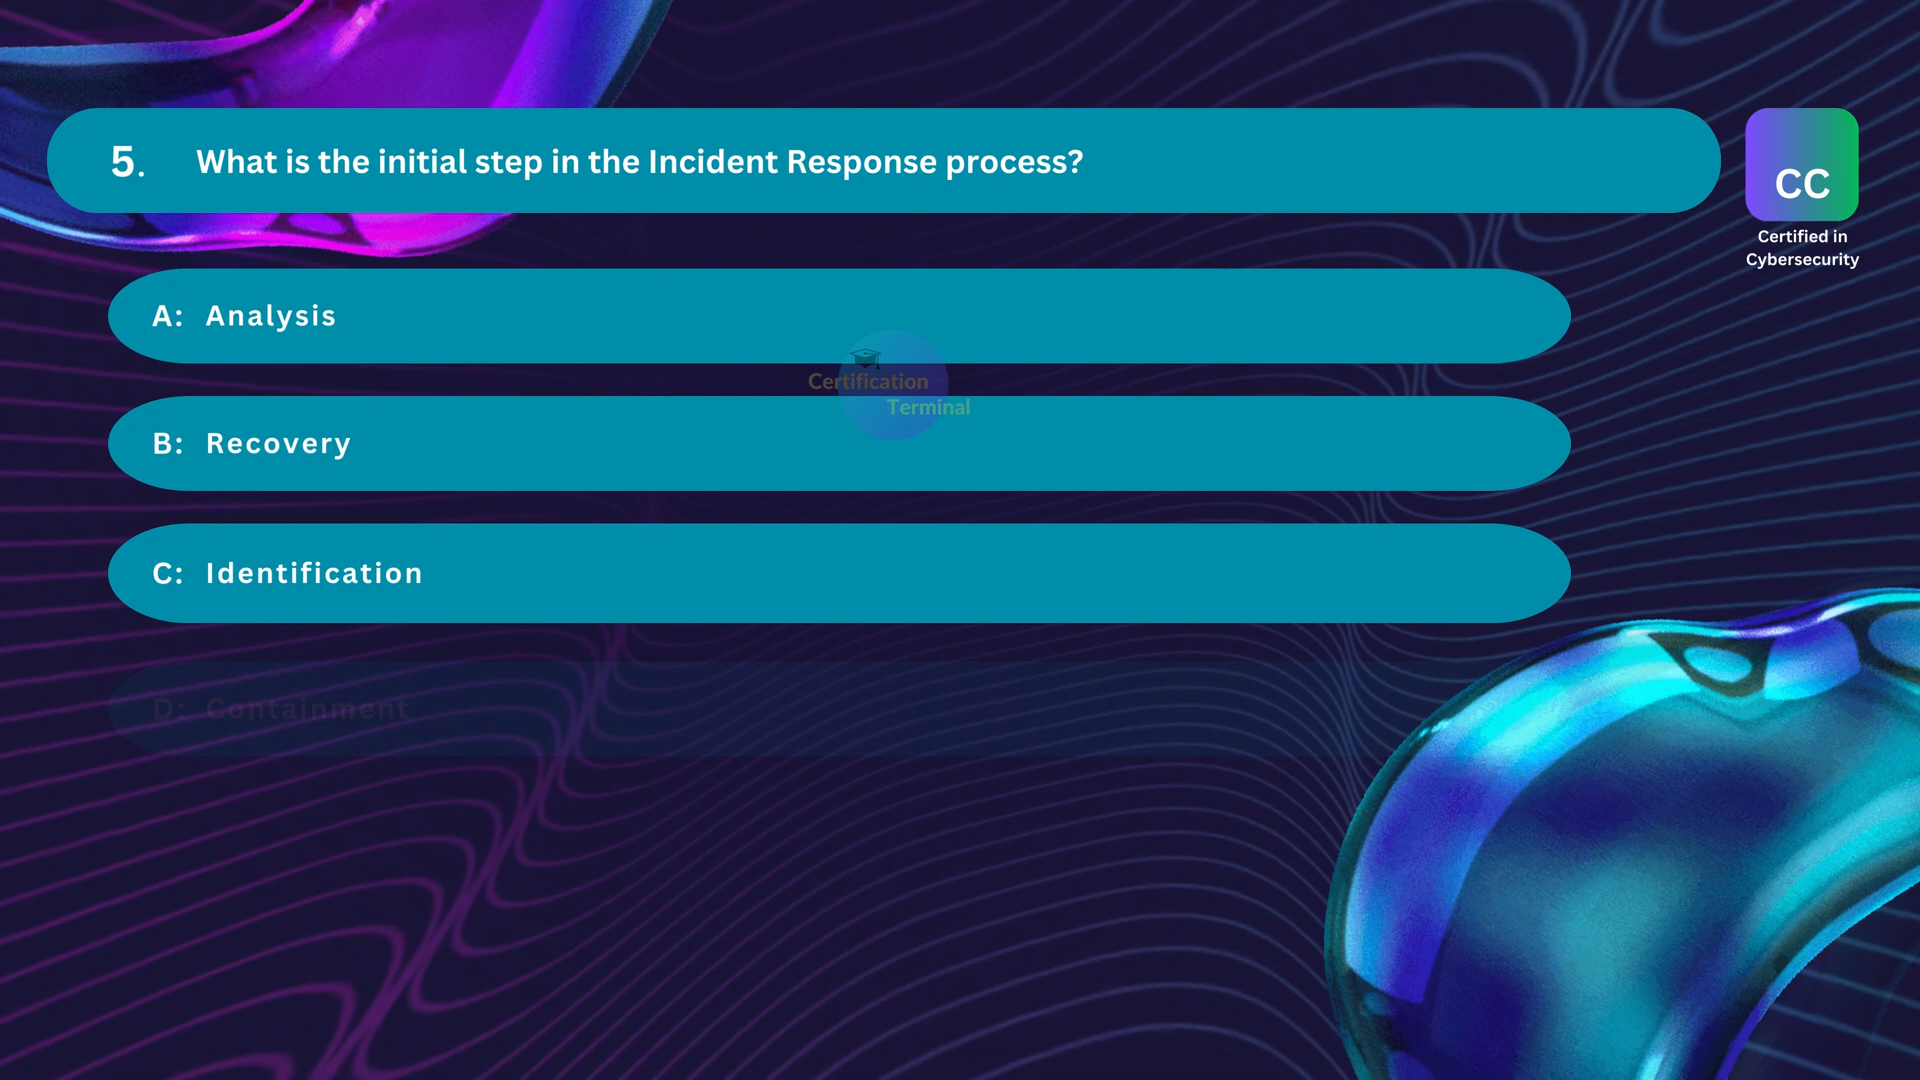 5. What is the initial step in the Incident Response process?
CC
Certified in
Cybersecurity
A: Analysis
Certification
Terminal
B: Recovery
C: Identification
D: Containment